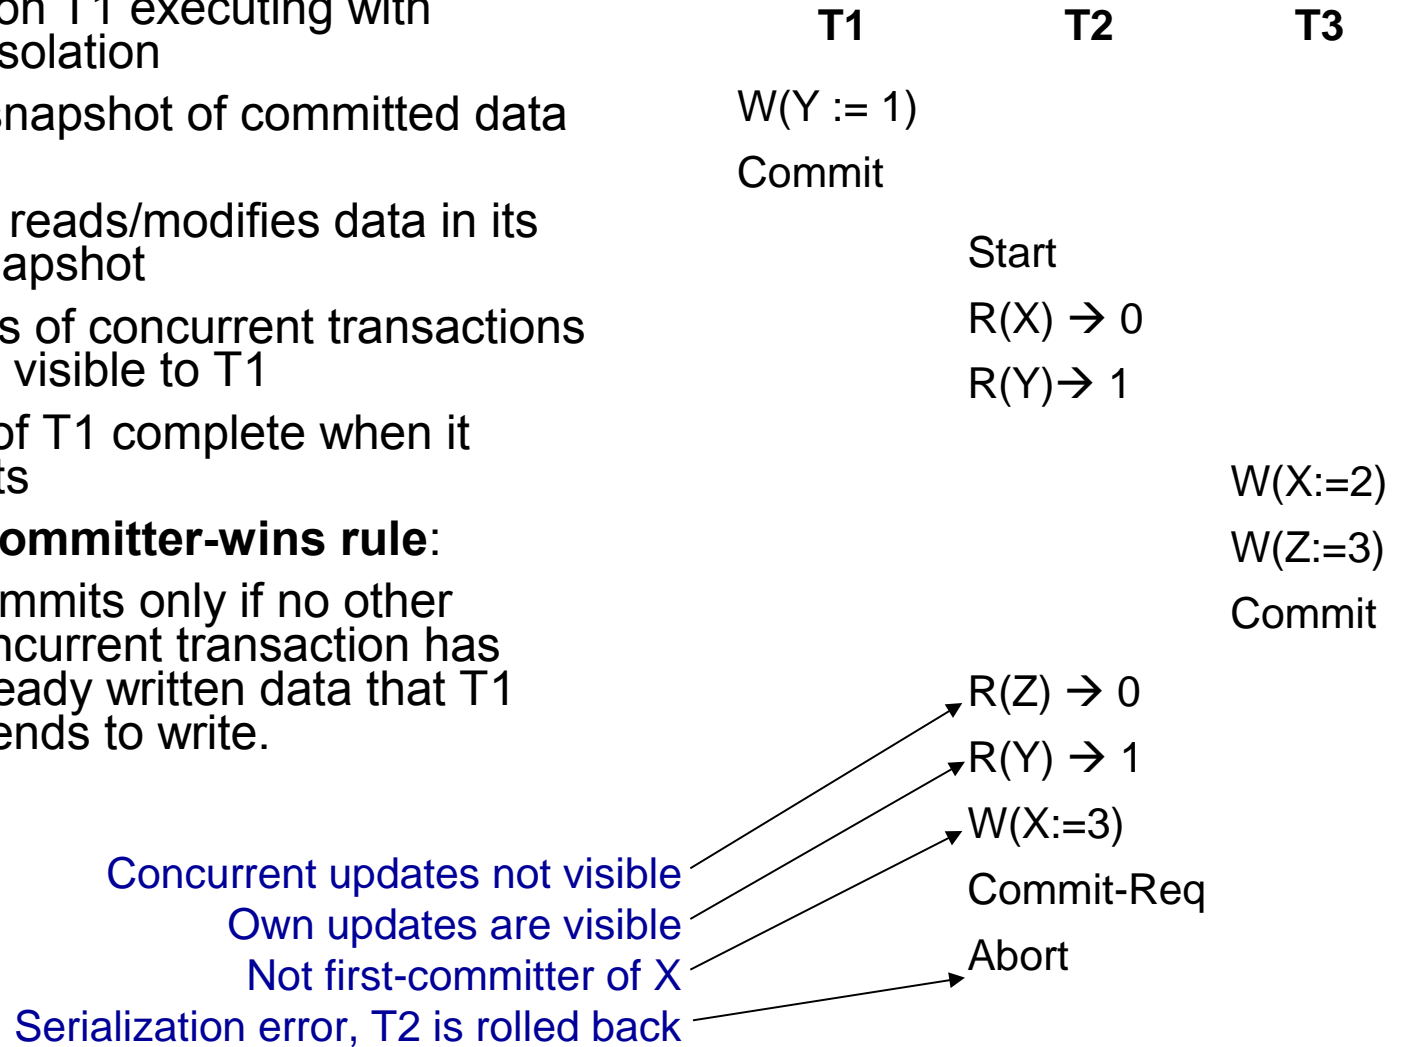 on T1 executing with
solation
snapshot of committed data
reads/modifies data in its
apshot
s of concurrent transactions
visible to T1
of T1 complete when it
ts
ommitter-wins rule:
mmits only if no other
ncurrent transaction has
eady written data that T1
ends to write.
T1 T2 T3
W(Y := 1)
Commit
Start
R(X) → 0
R(Y)→ 1
W(X:=2)
W(Z:=3)
Commit
R(Z) → 0
R(Y) → 1
W(X:=3)
Commit-Req
Abort
Concurrent updates not visible
Own updates are visible
Not first-committer of X
Serialization error, T2 is rolled back